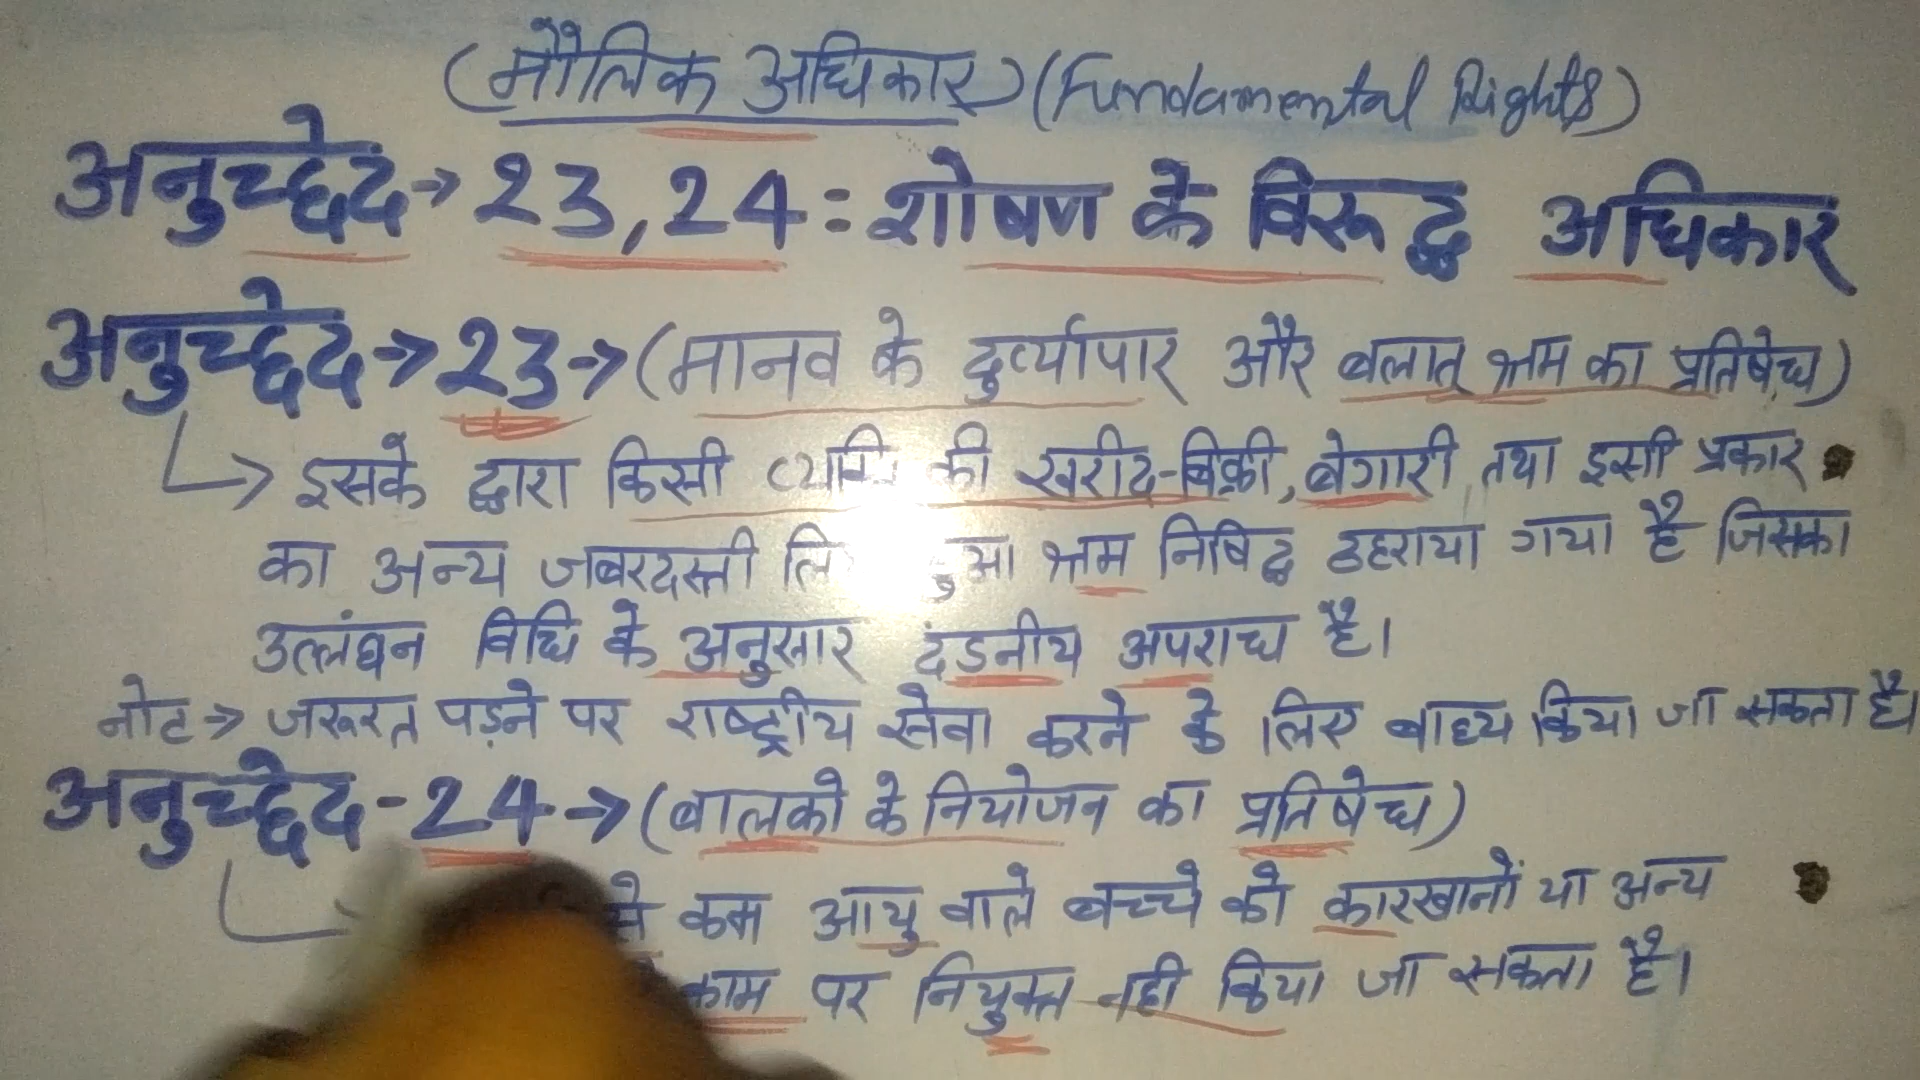 (मौलिक अधिकार) (Fundamental Rights)
अनुच्छेद→ 23, 24 : शोषण के विरूद्ध अधिकार
अनुच्छेद→ 23→ (मानव के दुर्व्यापार और बलात् श्रम का प्रतिषेध)
→ इसके द्वारा किसी की खरीद-बिक्री, बेगारी तथा इसी प्रकार
का अन्य जबरदस्ती श्रम निषिद्ध ठहराया गया है जिसका
उल्लंघन विधि के अनुसार दंडनीय अपराध है।
नोट→ जरूरत पड़ने पर राष्ट्रीय सेवा करने के लिए बाध्य किया जा सकता है।
अनुच्छेद-24→ (बालको के नियोजन का प्रतिषेध)
से कम आयु वाले बच्चे को कारखानों या अन्य
काम पर नियुक्त नही किया जा सकता है।